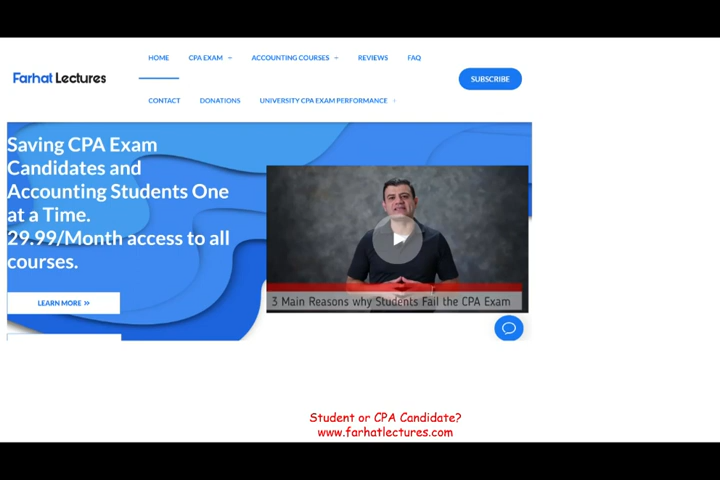 HOME CPA EXAM ACCOUNTING COURSES REVIEWS FAQ
Farhat Lectures
SUBSCRIBE
CONTACT DONATIONS UNIVERSITY CPA EXAM PERFORMANCE
Saving CPA Exam
Candidates and
Accounting Students One
at a Time.
29.99/Month access to all
courses.
LEARN MORE »
3 Main Reasons why Students Fail the CPA Exam
Student or CPA Candidate?
www.farhatlectures.com